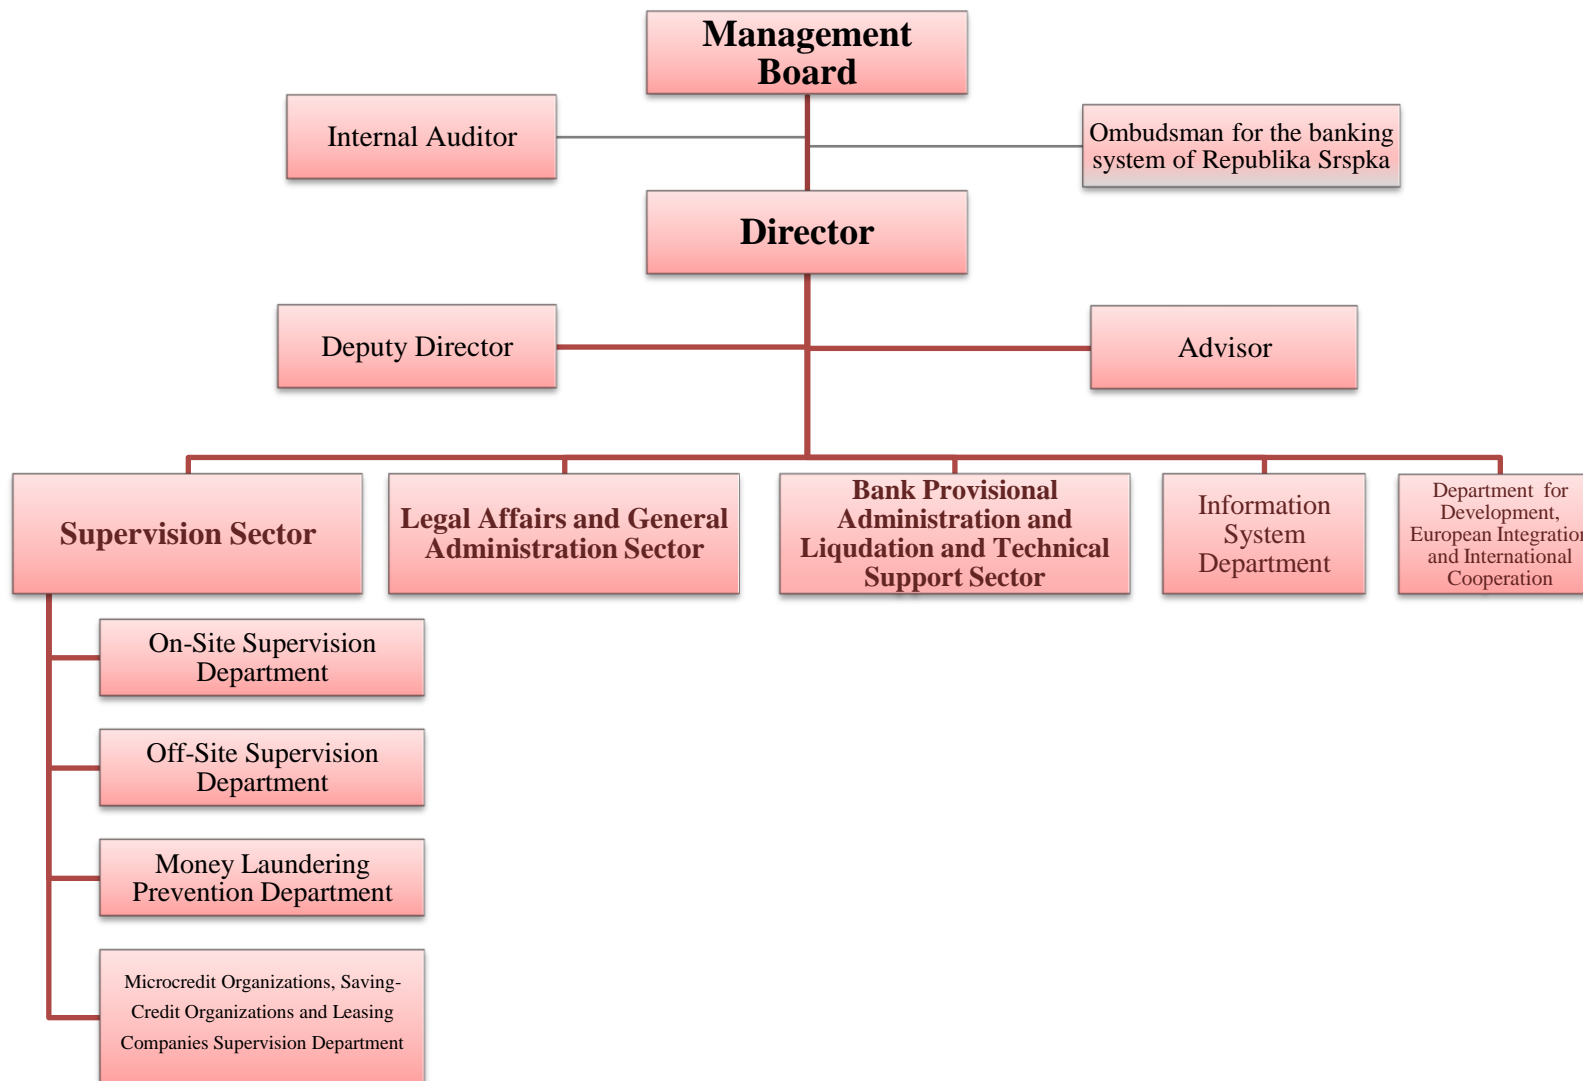 Management
Board
Internal Auditor
Ombudsman for the banking
system of Republika Srspka
Director
Deputy Director
Advisor
Supervision Sector
Legal Affairs and General
Administration Sector
Bank Provisional
Administration and
Liqudation and Technical
Support Sector
Information
System
Department
Department for
Development,
European Integration
and International
Cooperation
On-Site Supervision
Department
Off-Site Supervision
Department
Money Laundering
Prevention Department
Microcredit Organizations, Saving-
Credit Organizations and Leasing
Companies Supervision Department